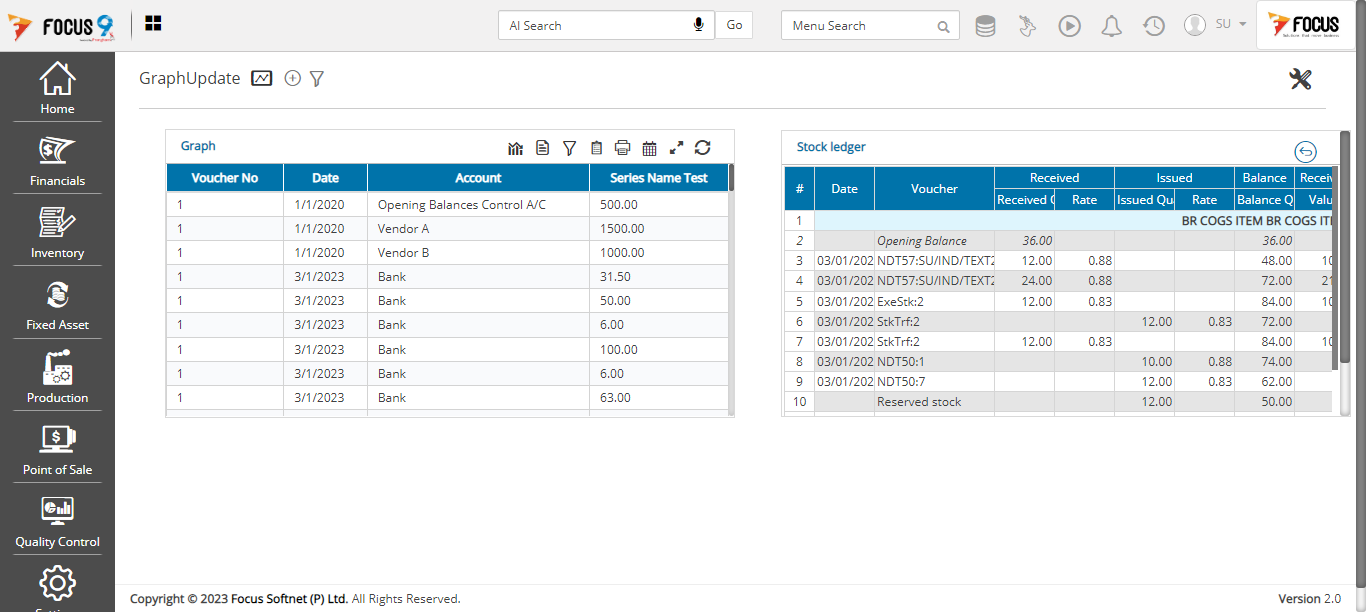 FOCUS 9
AI Search
Go
Menu Search
SU
FOCUS
Home
Financials
Inventory
Fixed Asset
Production
Point of Sale
Quality Control
GraphUpdate
Graph
Voucher No Date Account Series Name Test
1 1/1/2020 Opening Balances Control A/C 500.00
1 1/1/2020 Vendor A 1500.00
1 1/1/2020 Vendor B 1000.00
1 3/1/2023 Bank 31.50
1 3/1/2023 Bank 50.00
1 3/1/2023 Bank 6.00
1 3/1/2023 Bank 100.00
1 3/1/2023 Bank 6.00
1 3/1/2023 Bank 63.00
Stock ledger
# Date Voucher Received Issued Balance Receiv
Received Q Rate Issued Qu Rate Balance Q Valu
1 BR COGS ITEM BR COGS ITE
2 Opening Balance 36.00 36.00
3 03/01/202 NDT57:SU/IND/TEXT2 12.00 0.88 48.00 10
4 03/01/202 NDT57:SU/IND/TEXT2 24.00 0.88 72.00 21
5 03/01/202 ExeStk:2 12.00 0.83 84.00 10
6 03/01/202 StkTrf:2 12.00 0.83 72.00
7 03/01/202 StkTrf:2 12.00 0.83 84.00 10
8 03/01/202 NDT50:1 10.00 0.88 74.00
9 03/01/202 NDT50:7 12.00 0.83 62.00
10 Reserved stock 12.00 50.00
Copyright © 2023 Focus Softnet (P) Ltd. All Rights Reserved.
Version 2.0